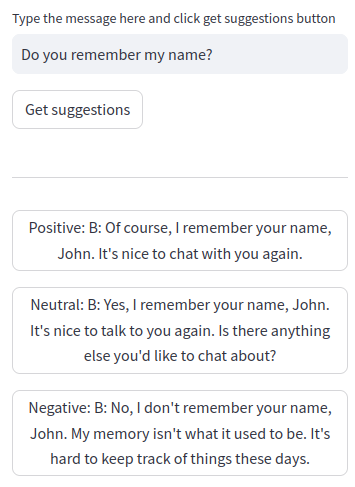 Type the message here and click get suggestions button
Do you remember my name?
Get suggestions
Positive: B: Of course, I remember your name,
John. It's nice to chat with you again.
Neutral: B: Yes, I remember your name, John.
It's nice to talk to you again. Is there anything
else you'd like to chat about?
Negative: B: No, I don't remember your name,
John. My memory isn't what it used to be. It's
hard to keep track of things these days.